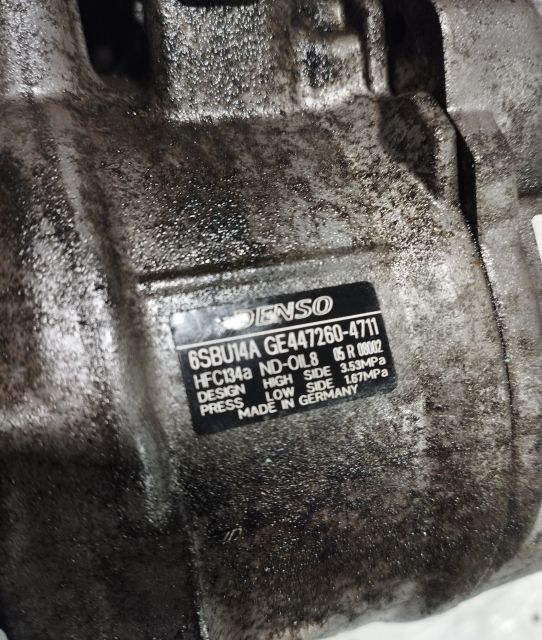 DENSO
6SBU14A GE447260-4711
HFC134a ND-OIL8 05 R 08002
DESIGN HIGH SIDE 3.53MPa
PRESS LOW SIDE 1.67MPa
MADE IN GERMANY